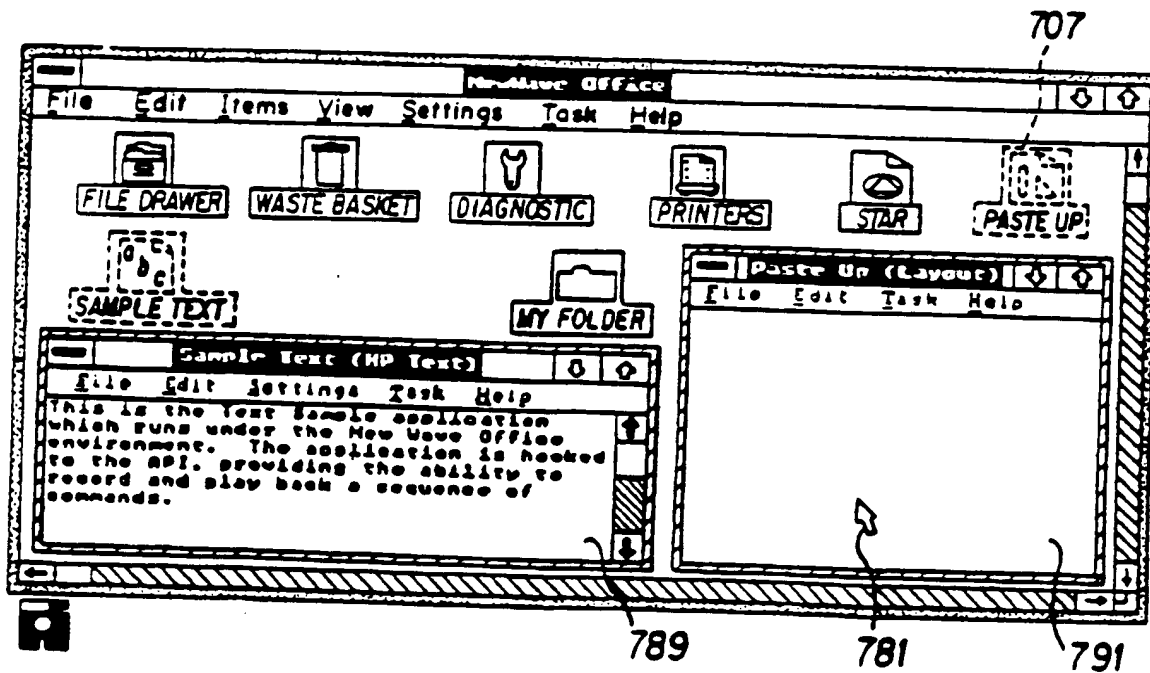 707
NewWave Office
File Edit Items View Settings Task Help
FILE DRAWER WASTE BASKET DIAGNOSTIC PRINTERS STAR PASTE UP
a b c
SAMPLE TEXT MY FOLDER
Paste Up (Layout)
File Edit Task Help
Sample Text (HP Text)
File Edit Settings Task Help
This is the Text Sample application
which runs under the New Wave Office
environment. The application is hooked
to the API, providing the ability to
record and play back a sequence of
commands.
789 781 791